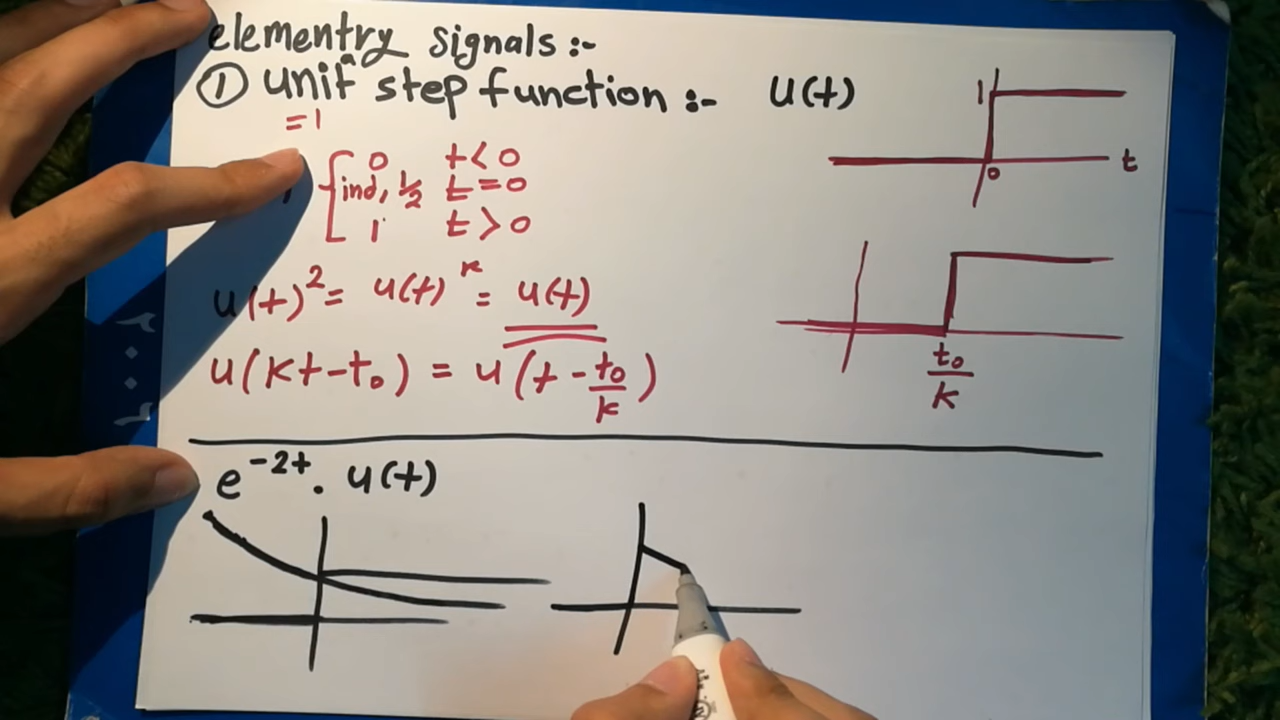 elementry signals :-
① unit step function :- u(t)
1
= 1
0 t < 0
ind, 1/2 t = 0
1 t > 0
0 t
u(t)² = u(t)ᴷ = u(t)
u(Kt-t₀) = u(t - t₀/K)
t₀/K
e⁻²ᵗ . u(t)